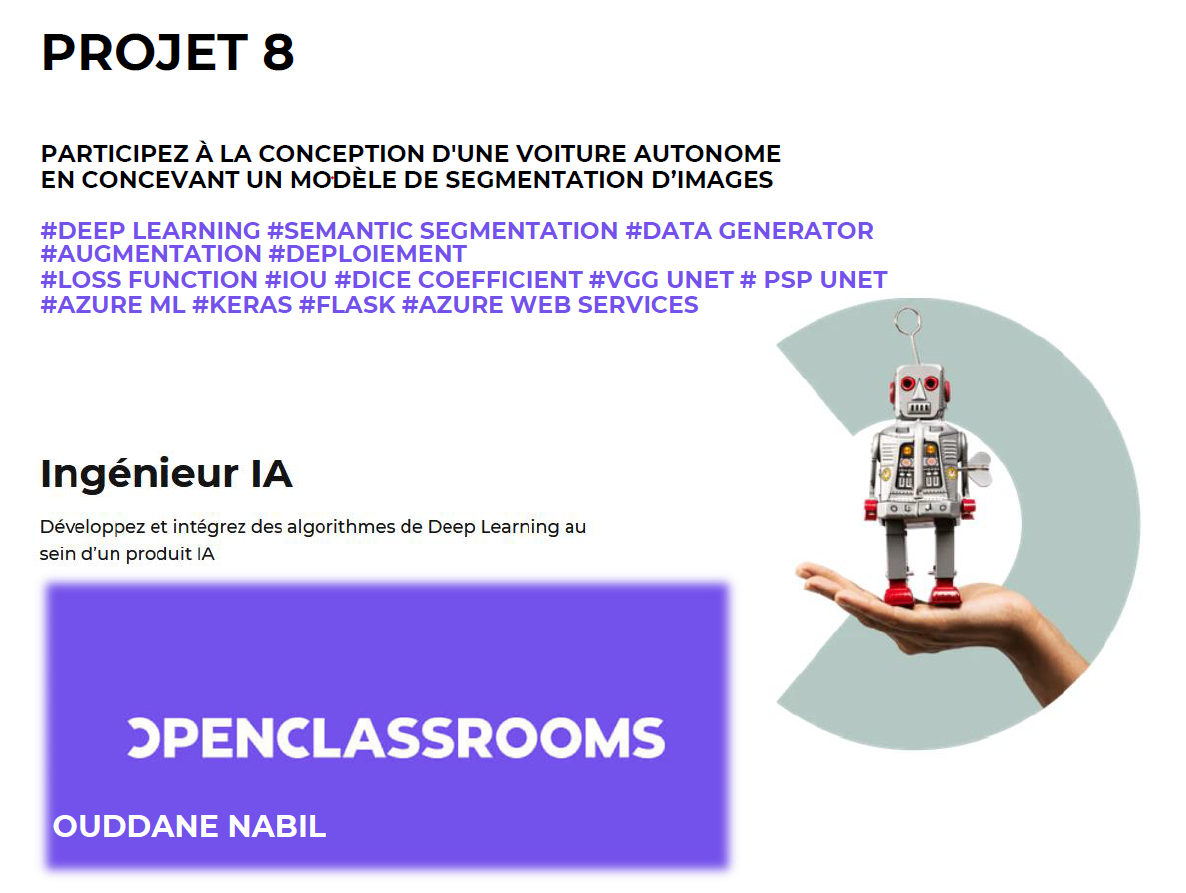 PROJET 8
PARTICIPEZ À LA CONCEPTION D'UNE VOITURE AUTONOME
EN CONCEVANT UN MODÈLE DE SEGMENTATION D’IMAGES
#DEEP LEARNING #SEMANTIC SEGMENTATION #DATA GENERATOR
#AUGMENTATION #DEPLOIEMENT
#LOSS FUNCTION #IOU #DICE COEFFICIENT #VGG UNET # PSP UNET
#AZURE ML #KERAS #FLASK #AZURE WEB SERVICES
Ingénieur IA
Développez et intégrez des algorithmes de Deep Learning au
sein d’un produit IA
OPENCLASSROOMS
OUDDANE NABIL